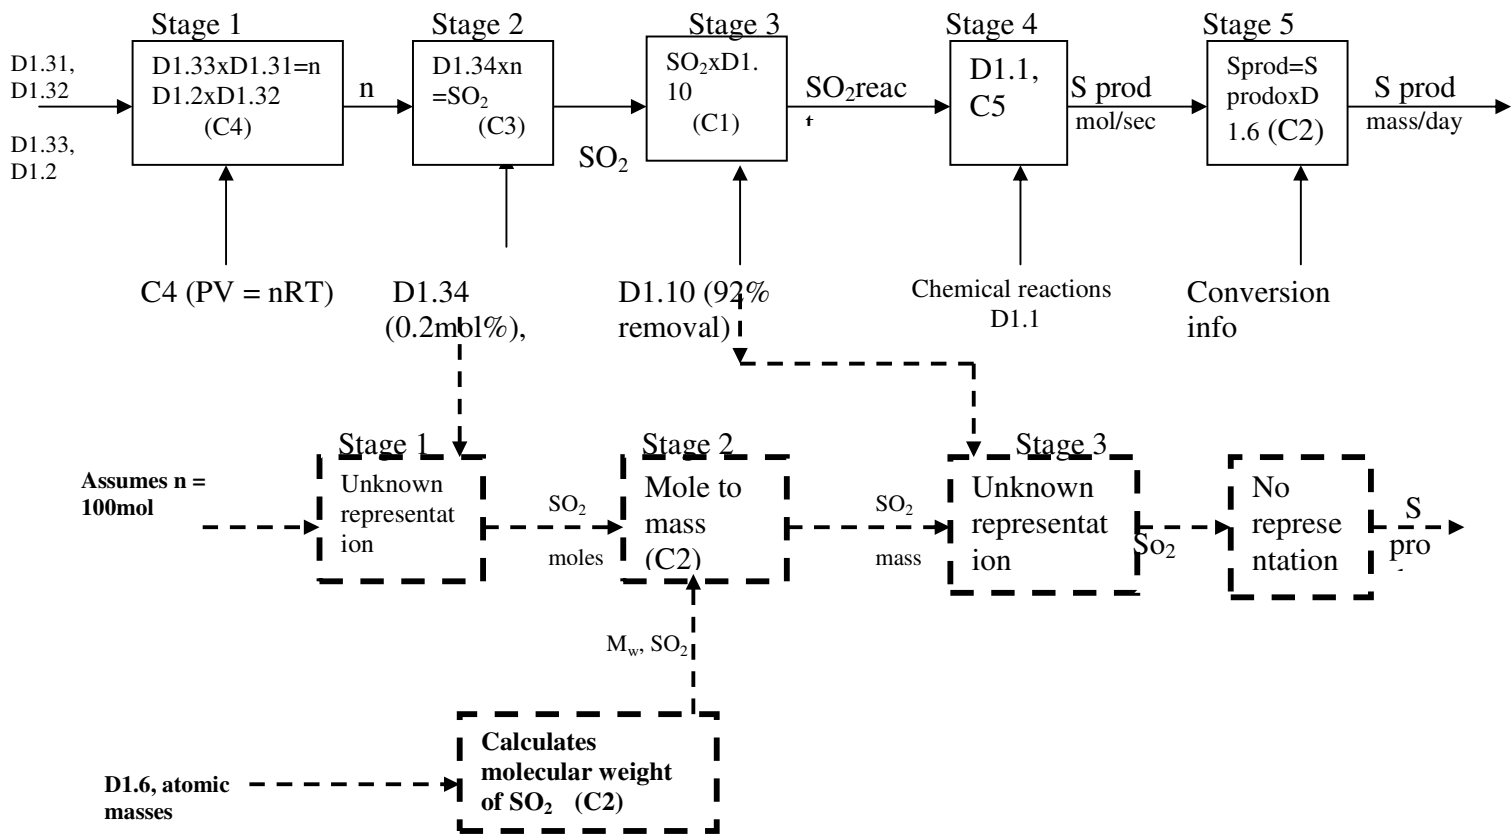 Stage 1
Stage 2
Stage 3
Stage 4
Stage 5
D1.31,
D1.32
D1.33,
D1.2
D1.33xD1.31=n
D1.2xD1.32
(C4)
n
D1.34xn
=SO₂
(C3)
SO₂
SO₂xD1.
10
(C1)
SO₂reac
D1.1,
C5
S prod
mol/sec
Sprod=S
prodoxD
1.6 (C2)
S prod
mass/day
C4 (PV = nRT)
D1.34
(0.2mol%),
D1.10 (92%
removal)
Chemical reactions
D1.1
Conversion
info
Stage 1
Stage 2
Stage 3
Assumes n =
100mol
Unknown
representat
ion
SO₂
moles
Mole to
mass
(C2)
SO₂
mass
Unknown
representat
ion
So₂
No
represe
ntation
S
pro
Mw, SO₂
Calculates
molecular weight
of SO₂ (C2)
D1.6, atomic
masses